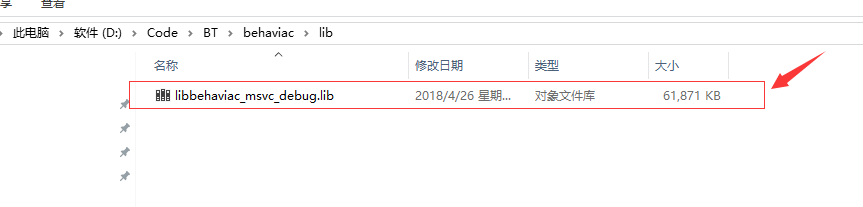 享 查看
此电脑 > 软件 (D:) > Code > BT > behaviac > lib
名称 修改日期 类型 大小
libbehaviac_msvc_debug.lib 2018/4/26 星期... 对象文件库 61,871 KB